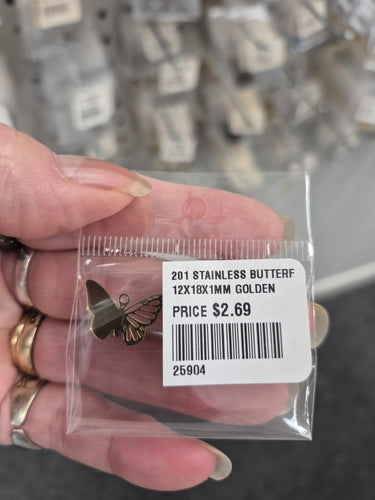 201 STAINLESS BUTTERF
12X18X1MM GOLDEN
PRICE $2.69
25904